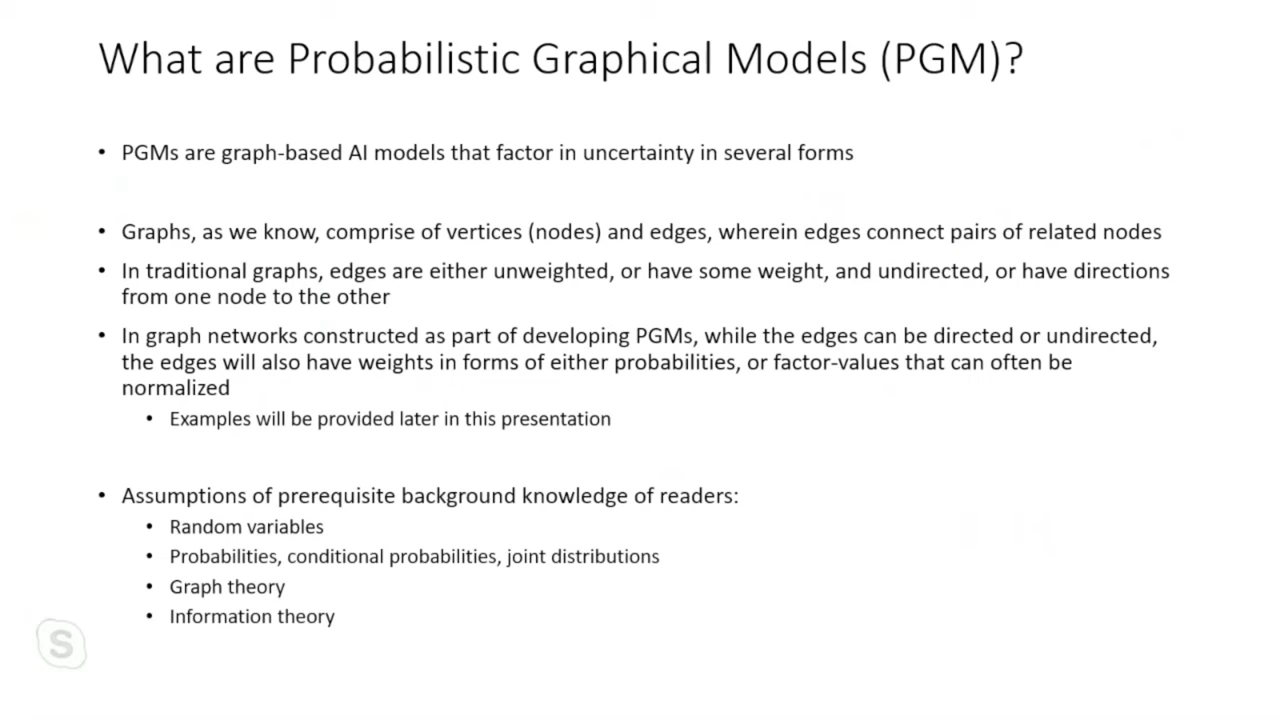 What are Probabilistic Graphical Models (PGM)?
• PGMs are graph-based AI models that factor in uncertainty in several forms
• Graphs, as we know, comprise of vertices (nodes) and edges, wherein edges connect pairs of related nodes
• In traditional graphs, edges are either unweighted, or have some weight, and undirected, or have directions
from one node to the other
• In graph networks constructed as part of developing PGMs, while the edges can be directed or undirected,
the edges will also have weights in forms of either probabilities, or factor-values that can often be
normalized
• Examples will be provided later in this presentation
• Assumptions of prerequisite background knowledge of readers:
• Random variables
• Probabilities, conditional probabilities, joint distributions
• Graph theory
• Information theory
S